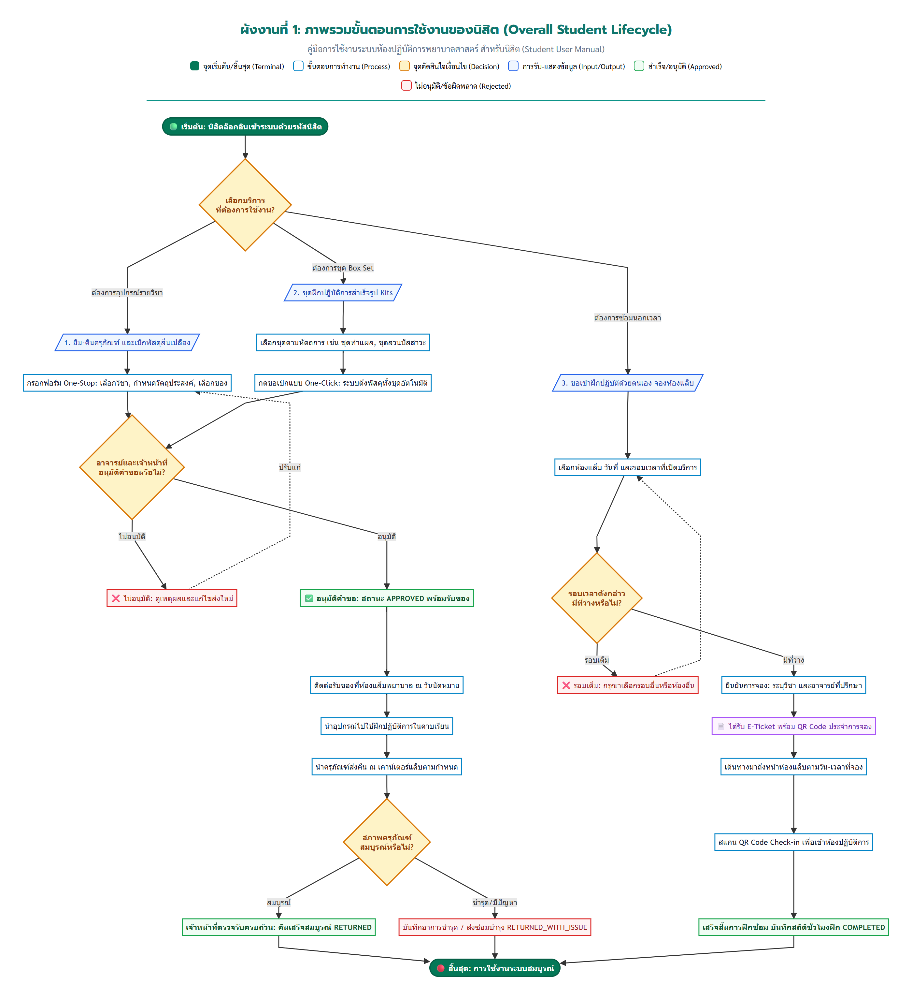 ผังงานที่ 1: ภาพรวมขั้นตอนการใช้งานของนิสิต (Overall Student Lifecycle)
คู่มือการใช้งานระบบห้องปฏิบัติการพยาบาลศาสตร์ สำหรับนิสิต (Student User Manual)
จุดเริ่มต้น/สิ้นสุด (Terminal)
ขั้นตอนการทำงาน (Process)
จุดตัดสินใจเงื่อนไข (Decision)
การรับ-แสดงข้อมูล (Input/Output)
สำเร็จ/อนุมัติ (Approved)
ไม่อนุมัติ/ข้อผิดพลาด (Rejected)
เริ่มต้น: นิสิตล็อกอินเข้าระบบด้วยรหัสนิสิต
เลือกบริการ
ที่ต้องการใช้งาน?
ต้องการชุด Box Set
ต้องการอุปกรณ์รายวิชา
2. ชุดฝึกปฏิบัติการสำเร็จรูป Kits
ต้องการซ้อมนอกเวลา
1. ยืม-คืนครุภัณฑ์ และเบิกพัสดุสิ้นเปลือง
เลือกชุดตามหัตถการ เช่น ชุดทำแผล, ชุดสวนปัสสาวะ
กรอกฟอร์ม One-Stop: เลือกวิชา, กำหนดวัตถุประสงค์, เลือกของ
กดขอเบิกแบบ One-Click: ระบบดึงพัสดุทั้งชุดอัตโนมัติ
3. ขอเข้าฝึกปฏิบัติด้วยตนเอง จองห้องแล็บ
อาจารย์และเจ้าหน้าที่
อนุมัติคำขอหรือไม่?
ปรับแก้
เลือกห้องแล็บ วันที่ และรอบเวลาที่เปิดบริการ
ไม่อนุมัติ
อนุมัติ
❌ ไม่อนุมัติ: ดูเหตุผลและแก้ไขส่งใหม่
✅ อนุมัติคำขอ: สถานะ APPROVED พร้อมรับของ
รอบเวลาดังกล่าว
มีที่ว่างหรือไม่?
รอบเต็ม
มีที่ว่าง
ติดต่อรับของที่ห้องแล็บพยาบาล ณ วันนัดหมาย
❌ รอบเต็ม: กรุณาเลือกรอบอื่นหรือห้องอื่น
ยืนยันการจอง: ระบุวิชา และอาจารย์ที่ปรึกษา
นำอุปกรณ์ไปใช้ฝึกปฏิบัติการในคาบเรียน
ได้รับ E-Ticket พร้อม QR Code ประจำการจอง
นำครุภัณฑ์ส่งคืน ณ เคาน์เตอร์แล็บตามกำหนด
เดินทางมาถึงหน้าห้องแล็บตามวัน-เวลาที่จอง
สภาพครุภัณฑ์
สมบูรณ์หรือไม่?
สแกน QR Code Check-in เพื่อเข้าห้องปฏิบัติการ
สมบูรณ์
ชำรุด/มีปัญหา
เจ้าหน้าที่ตรวจรับครบถ้วน: คืนเสร็จสมบูรณ์ RETURNED
บันทึกอาการชำรุด / ส่งซ่อมบำรุง RETURNED_WITH_ISSUE
เสร็จสิ้นการฝึกซ้อม บันทึกสถิติชั่วโมงฝึก COMPLETED
สิ้นสุด: การใช้งานระบบสมบูรณ์